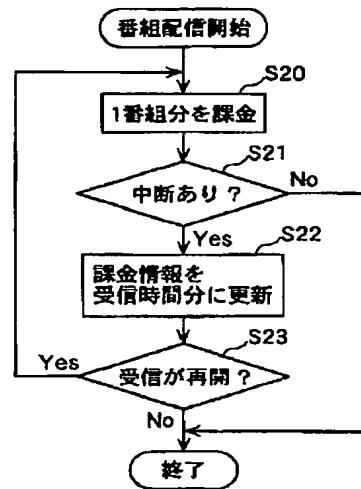 番組配信開始
S20
1番組分を課金
S21
中断あり？
No
Yes
S22
課金情報を
受信時間分に更新
S23
Yes
受信が再開？
No
終了